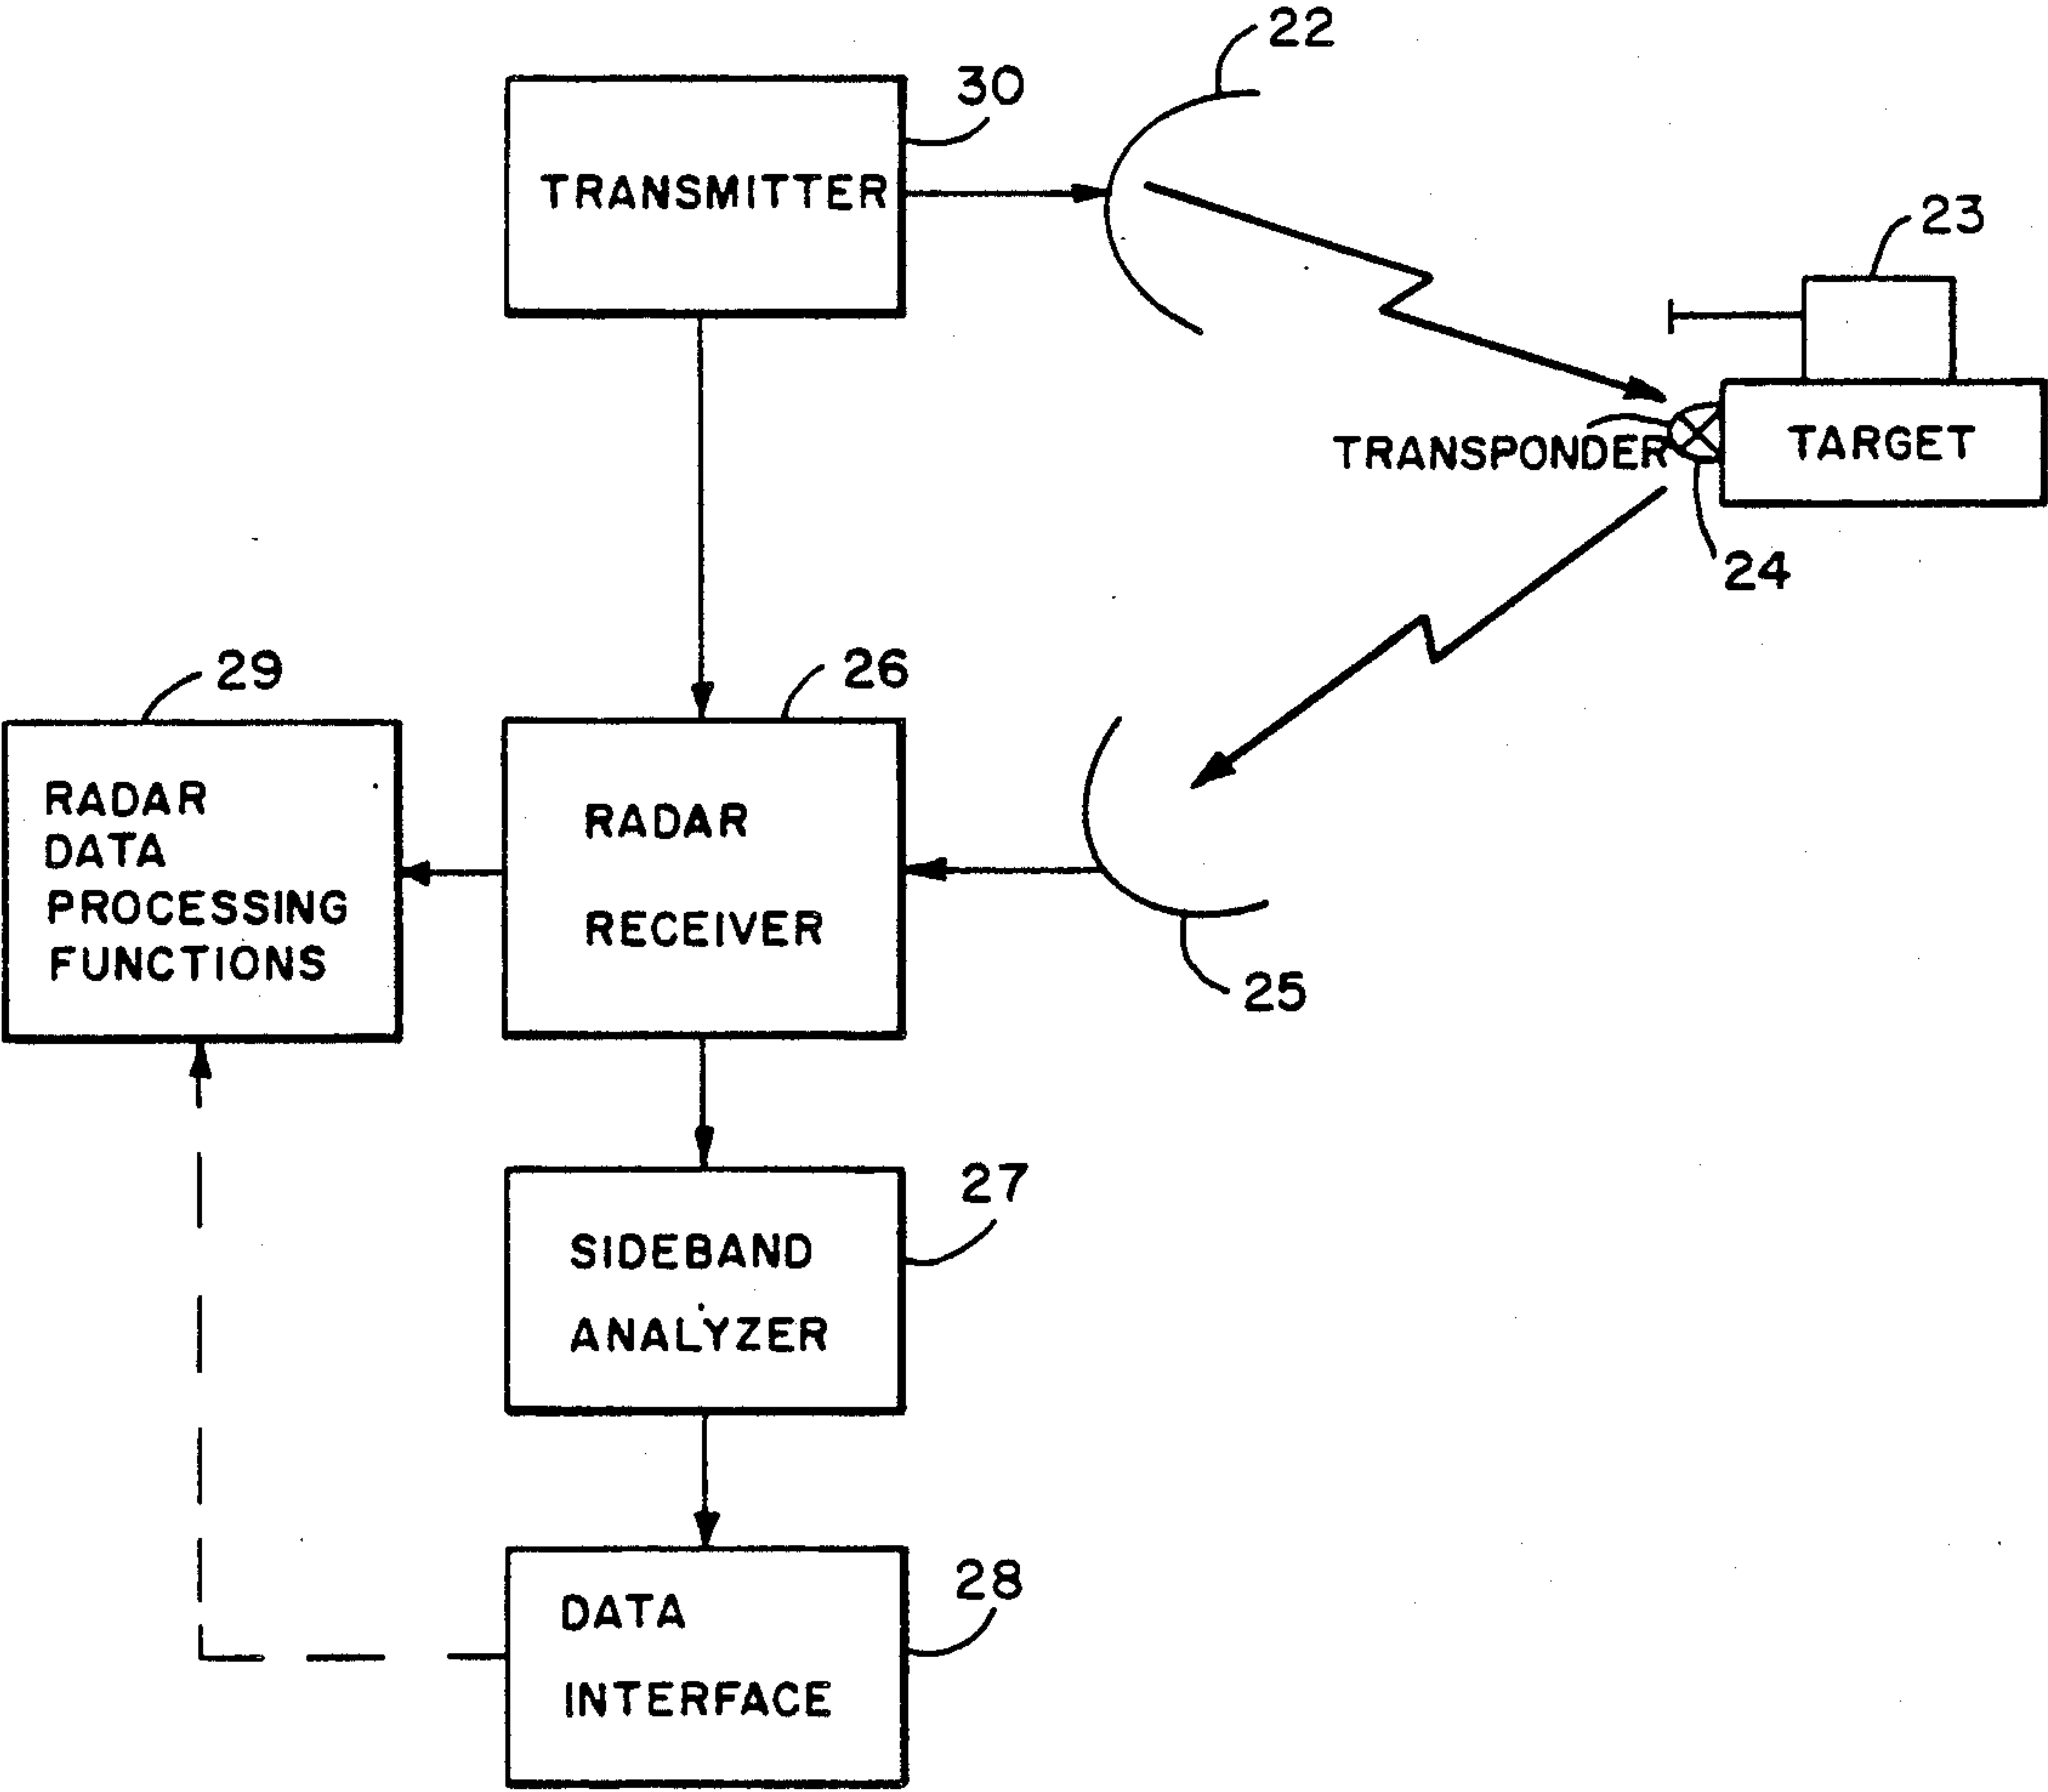 22
30
TRANSMITTER
23
TRANSPONDER
TARGET
24
29
26
RADAR
DATA
PROCESSING
FUNCTIONS
RADAR
RECEIVER
25
27
SIDEBAND
ANALYZER
28
DATA
INTERFACE